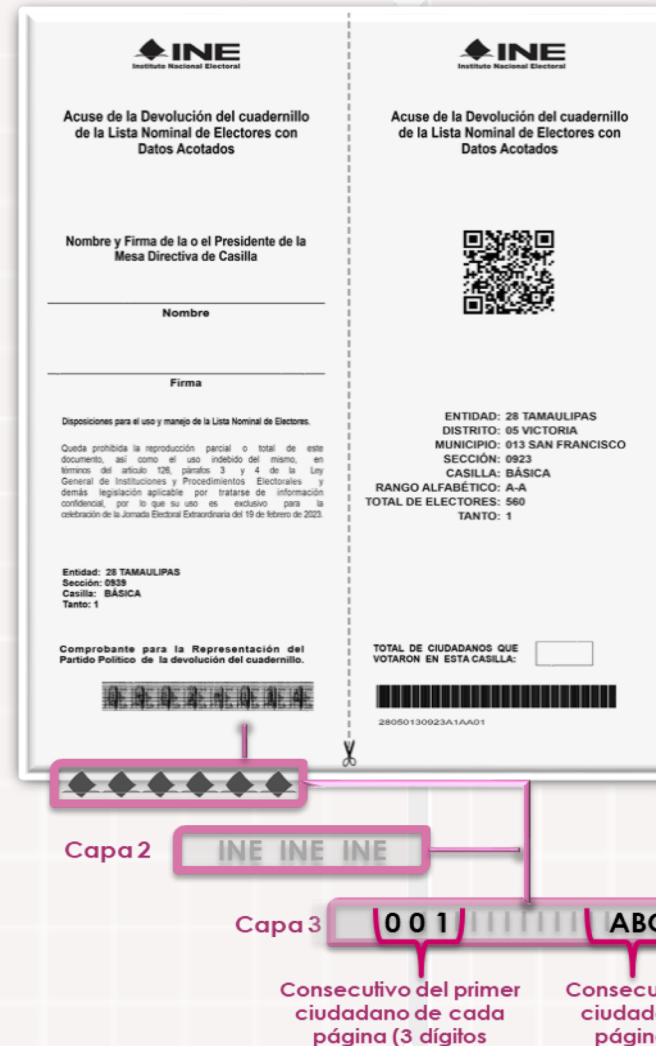 INE
Instituto Nacional Electoral
Acuse de la Devolución del cuadernillo
de la Lista Nominal de Electores con
Datos Acotados
Nombre y Firma de la o el Presidente de la
Mesa Directiva de Casilla
Nombre
Firma
Disposiciones para el uso y manejo de la Lista Nominal de Electores.
Queda prohibida la reproducción parcial o total de este
documento, así como el uso indebido del mismo, en
términos del artículo 126, párrafos 3 y 4 de la Ley
General de Instituciones y Procedimientos Electorales y
demás legislación aplicable por tratarse de información
confidencial, por lo que su uso es exclusivo para la
celebración de la Jornada Electoral Extraordinaria del 19 de febrero de 2023.
Entidad: 28 TAMAULIPAS
Sección: 0939
Casilla: BÁSICA
Tanto: 1
Comprobante para la Representación del
Partido Político de la devolución del cuadernillo.
INE
Instituto Nacional Electoral
Acuse de la Devolución del cuadernillo
de la Lista Nominal de Electores con
Datos Acotados
ENTIDAD: 28 TAMAULIPAS
DISTRITO: 05 VICTORIA
MUNICIPIO: 013 SAN FRANCISCO
SECCIÓN: 0923
CASILLA: BÁSICA
RANGO ALFABÉTICO: A-A
TOTAL DE ELECTORES: 560
TANTO: 1
TOTAL DE CIUDADANOS QUE
VOTARON EN ESTA CASILLA:
28050130923A1AA01
Capa 2
INE INE INE
Capa 3
0 0 1
Consecutivo del primer
ciudadano de cada
página (3 dígitos